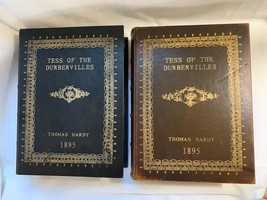 TESS OF THE
DURBERVILLES
THOMAS HARDY
1895
TESS OF THE
DURBERVILLES
THOMAS HARDY
1895